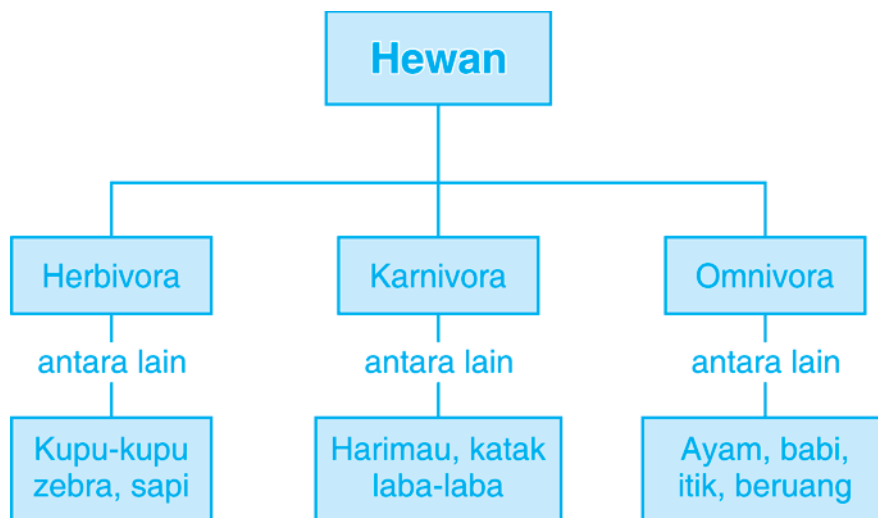 Hewan
Herbivora
Karnivora
Omnivora
antara lain
antara lain
antara lain
Kupu-kupu
zebra, sapi
Harimau, katak
laba-laba
Ayam, babi,
itik, beruang